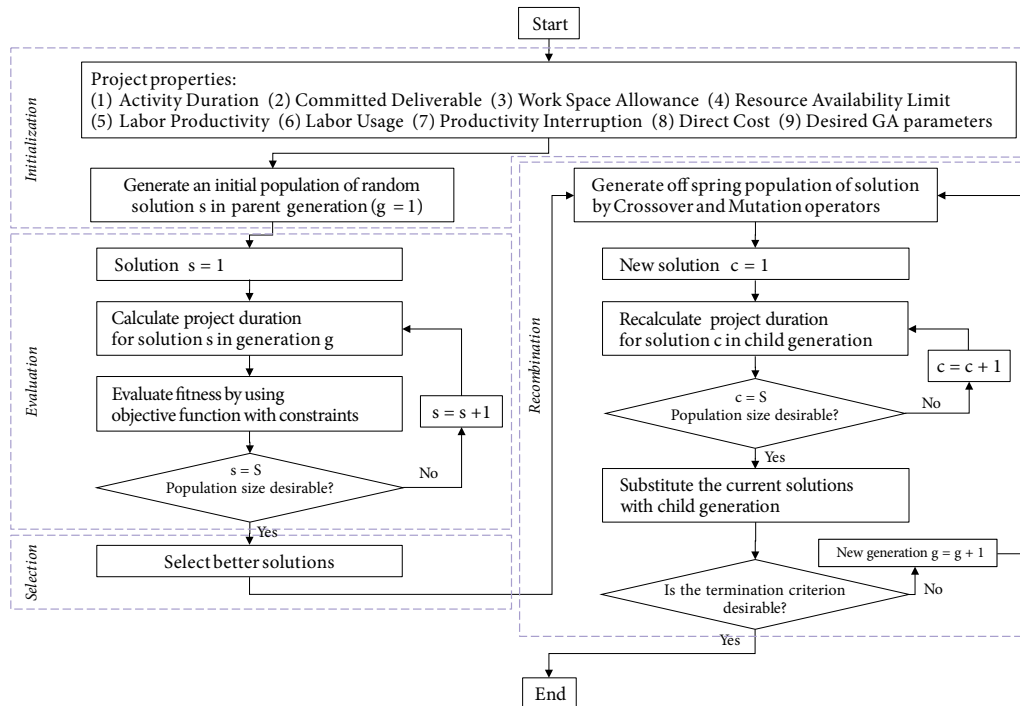 Start
Initialization
Project properties:
(1) Activity Duration (2) Committed Deliverable (3) Work Space Allowance (4) Resource Availability Limit
(5) Labor Productivity (6) Labor Usage (7) Productivity Interruption (8) Direct Cost (9) Desired GA parameters
Generate an initial population of random
solution s in parent generation (g = 1)
Evaluation
Solution s = 1
Calculate project duration
for solution s in generation g
Evaluate fitness by using
objective function with constraints
s = s +1
s = S
Population size desirable?
No
Yes
Selection
Select better solutions
Recombination
Generate off spring population of solution
by Crossover and Mutation operators
New solution c = 1
Recalculate project duration
for solution c in child generation
c = c + 1
c = S
Population size desirable?
No
Yes
Substitute the current solutions
with child generation
New generation g = g + 1
Is the termination criterion
desirable?
No
Yes
End